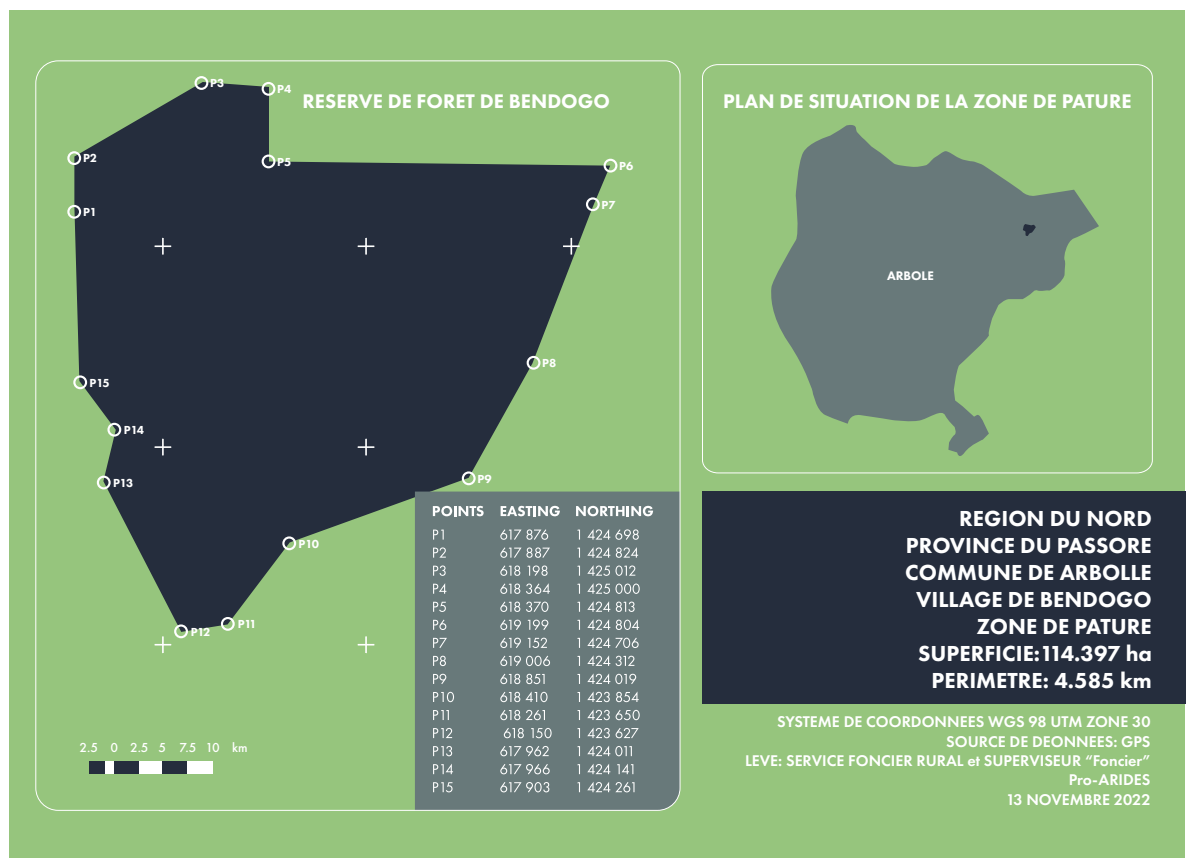 RESERVE DE FORET DE BENDOGO
P3
P4
P2
P5
P6
P1
P7
P8
P15
P14
P13
P9
P10
P11
P12
POINTS EASTING NORTHING
P1 617 876 1 424 698
P2 617 887 1 424 824
P3 618 198 1 425 012
P4 618 364 1 425 000
P5 618 370 1 424 813
P6 619 199 1 424 804
P7 619 152 1 424 706
P8 619 006 1 424 312
P9 618 851 1 424 019
P10 618 410 1 423 854
P11 618 261 1 423 650
P12 618 150 1 423 627
P13 617 962 1 424 011
P14 617 966 1 424 141
P15 617 903 1 424 261
2.5 0 2.5 5 7.5 10 km
PLAN DE SITUATION DE LA ZONE DE PATURE
ARBOLE
REGION DU NORD
PROVINCE DU PASSORE
COMMUNE DE ARBOLLE
VILLAGE DE BENDOGO
ZONE DE PATURE
SUPERFICIE:114.397 ha
PERIMETRE: 4.585 km
SYSTEME DE COORDONNEES WGS 98 UTM ZONE 30
SOURCE DE DEONNEES: GPS
LEVE: SERVICE FONCIER RURAL et SUPERVISEUR “Foncier”
Pro-ARIDES
13 NOVEMBRE 2022